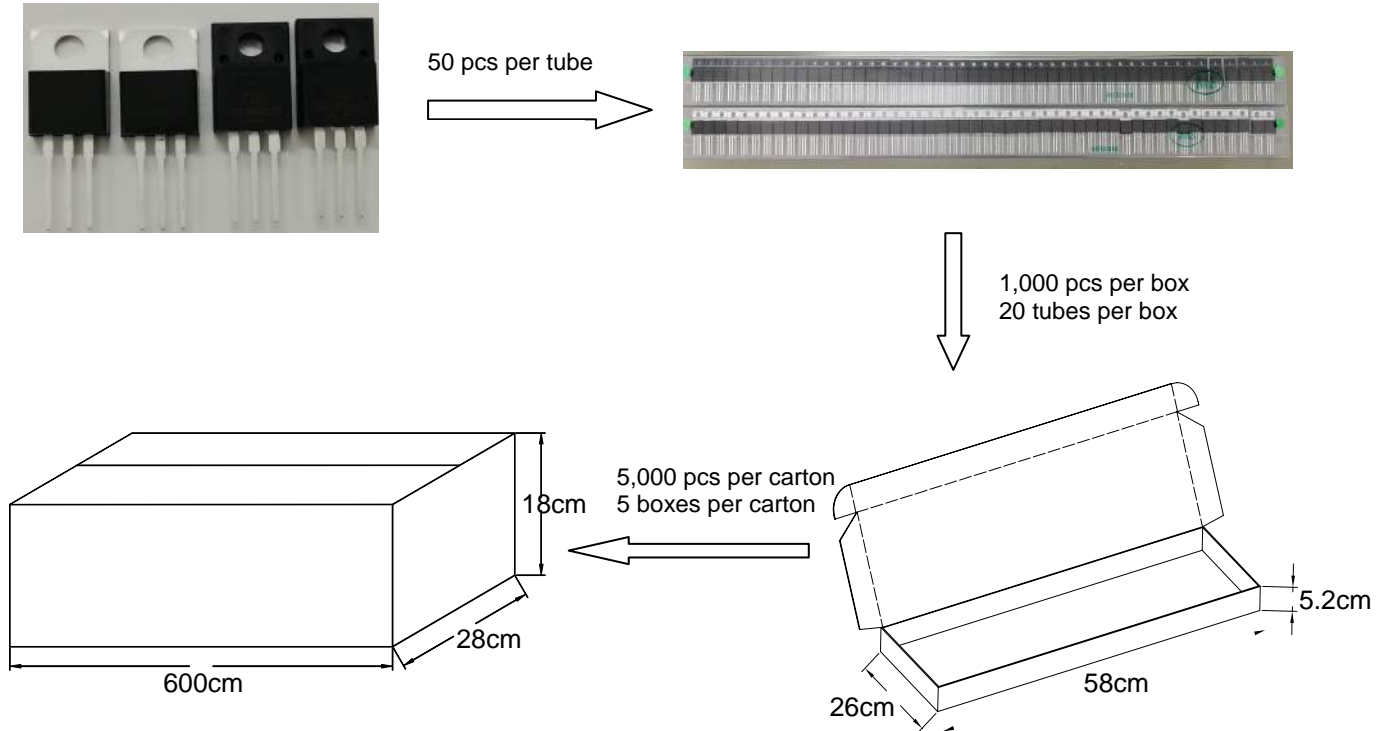 50 pcs per tube
1,000 pcs per box
20 tubes per box
5,000 pcs per carton
5 boxes per carton
18cm
28cm
600cm
5.2cm
58cm
26cm